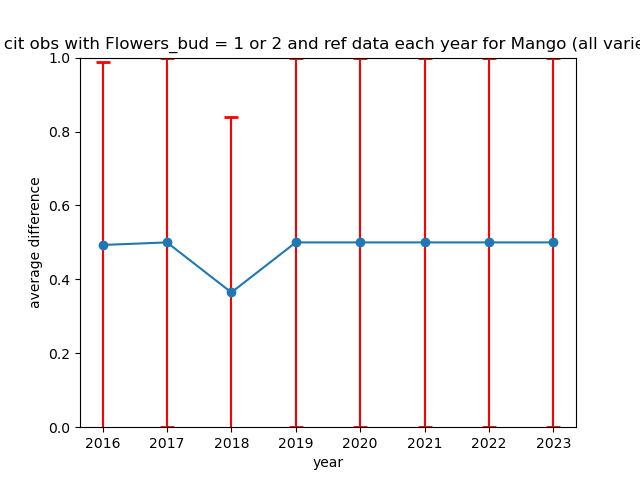 cit obs with Flowers_bud = 1 or 2 and ref data each year for Mango (all varie
1.0
0.8
0.6
0.4
0.2
0.0
average difference
2016 2017 2018 2019 2020 2021 2022 2023
year